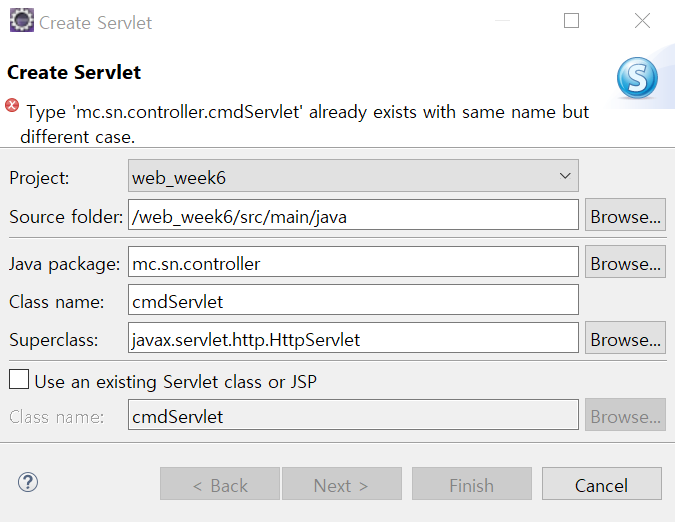 Create Servlet
Create Servlet
Type 'mc.sn.controller.cmdServlet' already exists with same name but
different case.
Project: web_week6
Source folder: /web_week6/src/main/java Browse...
Java package: mc.sn.controller Browse...
Class name: cmdServlet
Superclass: javax.servlet.http.HttpServlet Browse...
Use an existing Servlet class or JSP
Class name: cmdServlet Browse...
? < Back Next > Finish Cancel